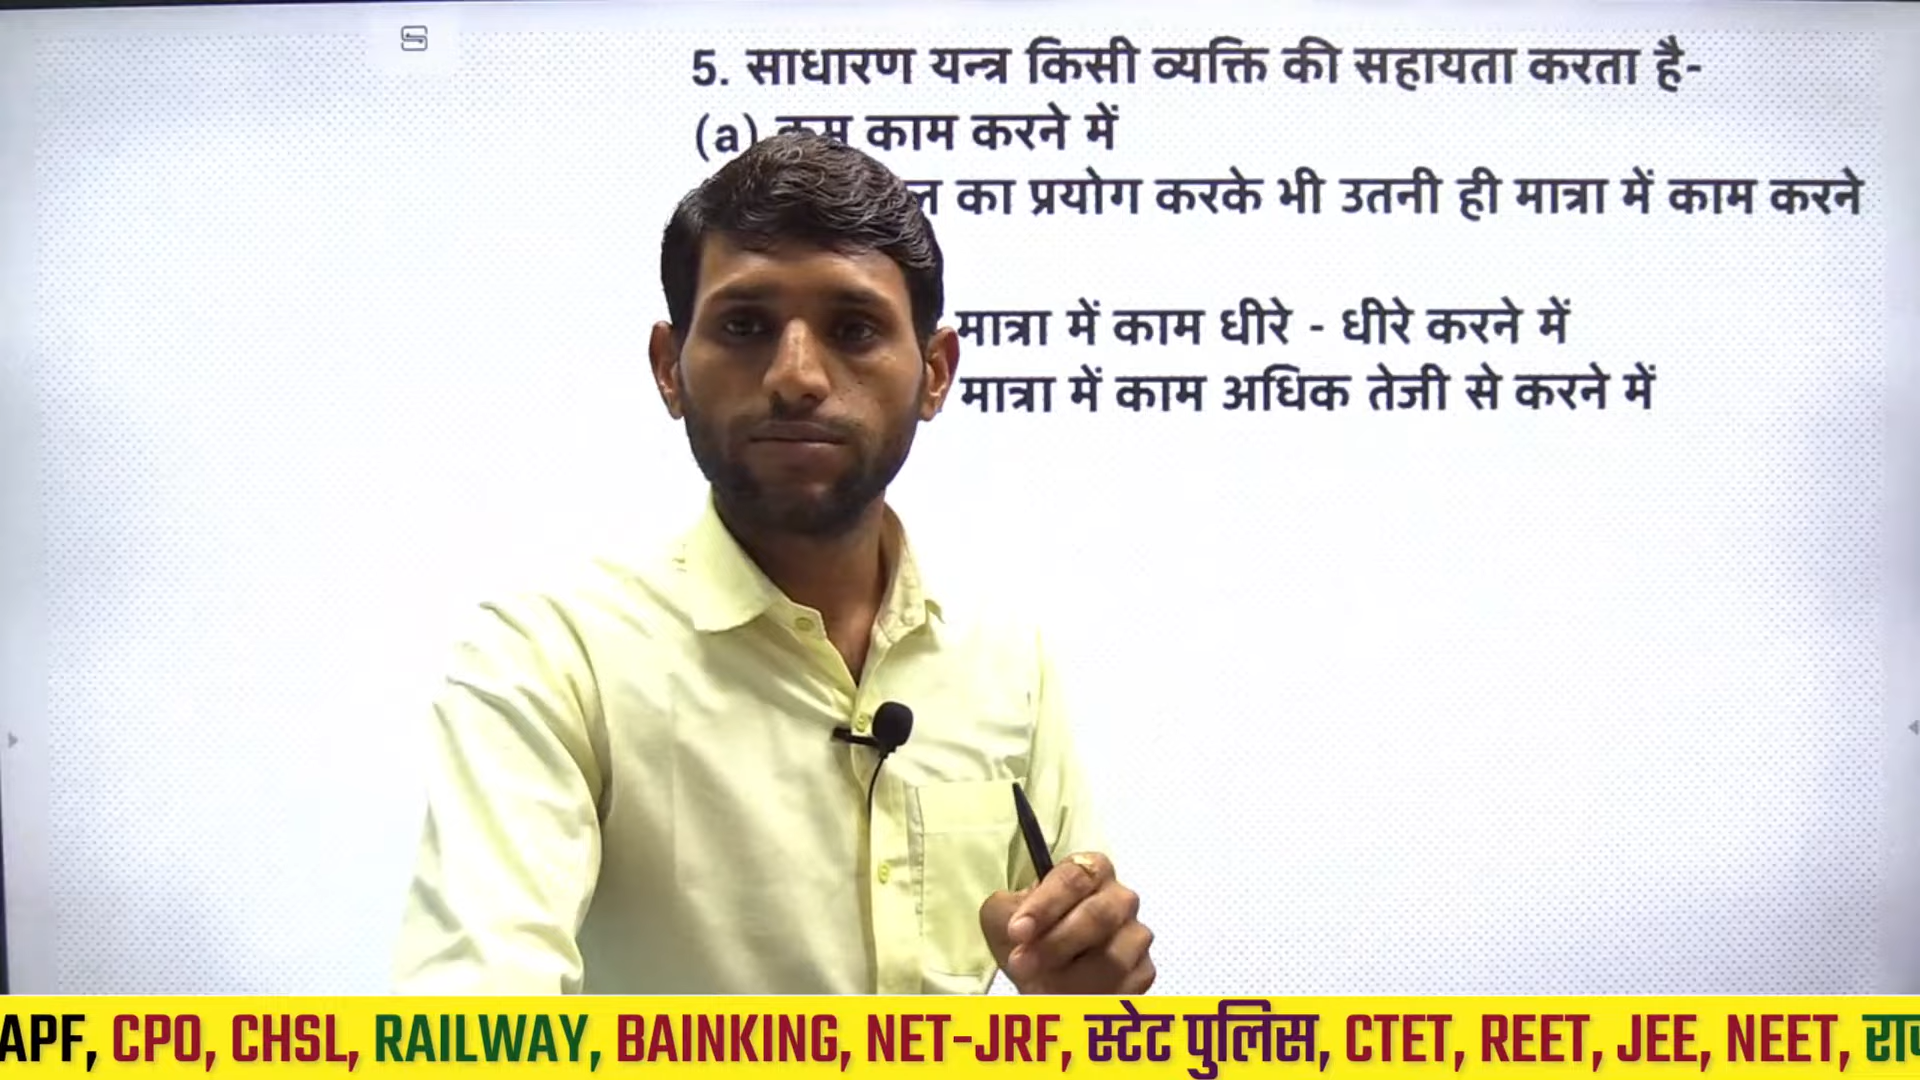 5. साधारण यन्त्र किसी व्यक्ति की सहायता करता है-
(a) कम काम करने में
का प्रयोग करके भी उतनी ही मात्रा में काम करने
मात्रा में काम धीरे - धीरे करने में
मात्रा में काम अधिक तेजी से करने में
APF, CPO, CHSL, RAILWAY, BAINKING, NET-JRF, स्टेट पुलिस, CTET, REET, JEE, NEET,